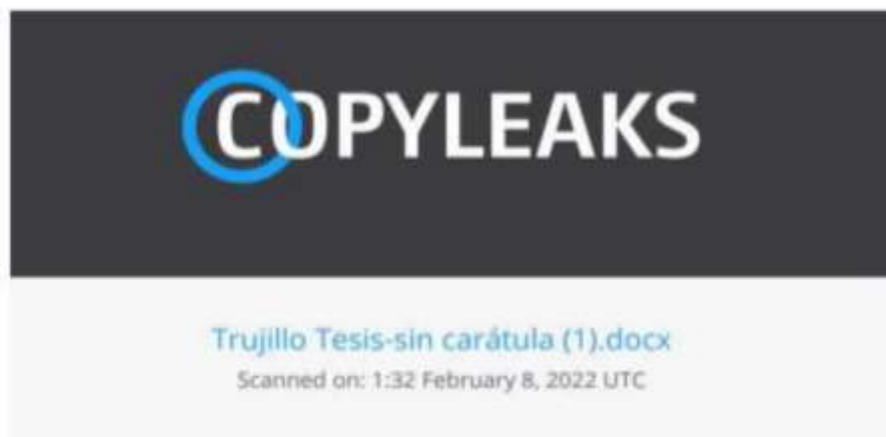 COPYLEAKS
Trujillo Tesis-sin carátula (1).docx
Scanned on: 1:32 February 8, 2022 UTC